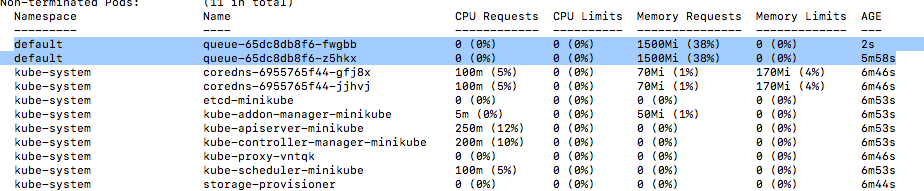 Non-terminated Pods: (11 in total)
Namespace Name CPU Requests CPU Limits Memory Requests Memory Limits AGE
--------- ---- ------------ ---------- --------------- ------------- ---
default queue-65dc8db8f6-fwgbb 0 (0%) 0 (0%) 1500Mi (38%) 0 (0%) 2s
default queue-65dc8db8f6-z5hkx 0 (0%) 0 (0%) 1500Mi (38%) 0 (0%) 5m58s
kube-system coredns-6955765f44-gfj8x 100m (5%) 0 (0%) 70Mi (1%) 170Mi (4%) 6m46s
kube-system coredns-6955765f44-jjhvj 100m (5%) 0 (0%) 70Mi (1%) 170Mi (4%) 6m46s
kube-system etcd-minikube 0 (0%) 0 (0%) 0 (0%) 0 (0%) 6m53s
kube-system kube-addon-manager-minikube 5m (0%) 0 (0%) 50Mi (1%) 0 (0%) 6m53s
kube-system kube-apiserver-minikube 250m (12%) 0 (0%) 0 (0%) 0 (0%) 6m53s
kube-system kube-controller-manager-minikube 200m (10%) 0 (0%) 0 (0%) 0 (0%) 6m53s
kube-system kube-proxy-vntqk 0 (0%) 0 (0%) 0 (0%) 0 (0%) 6m46s
kube-system kube-scheduler-minikube 100m (5%) 0 (0%) 0 (0%) 0 (0%) 6m53s
kube-system storage-provisioner 0 (0%) 0 (0%) 0 (0%) 0 (0%) 6m44s